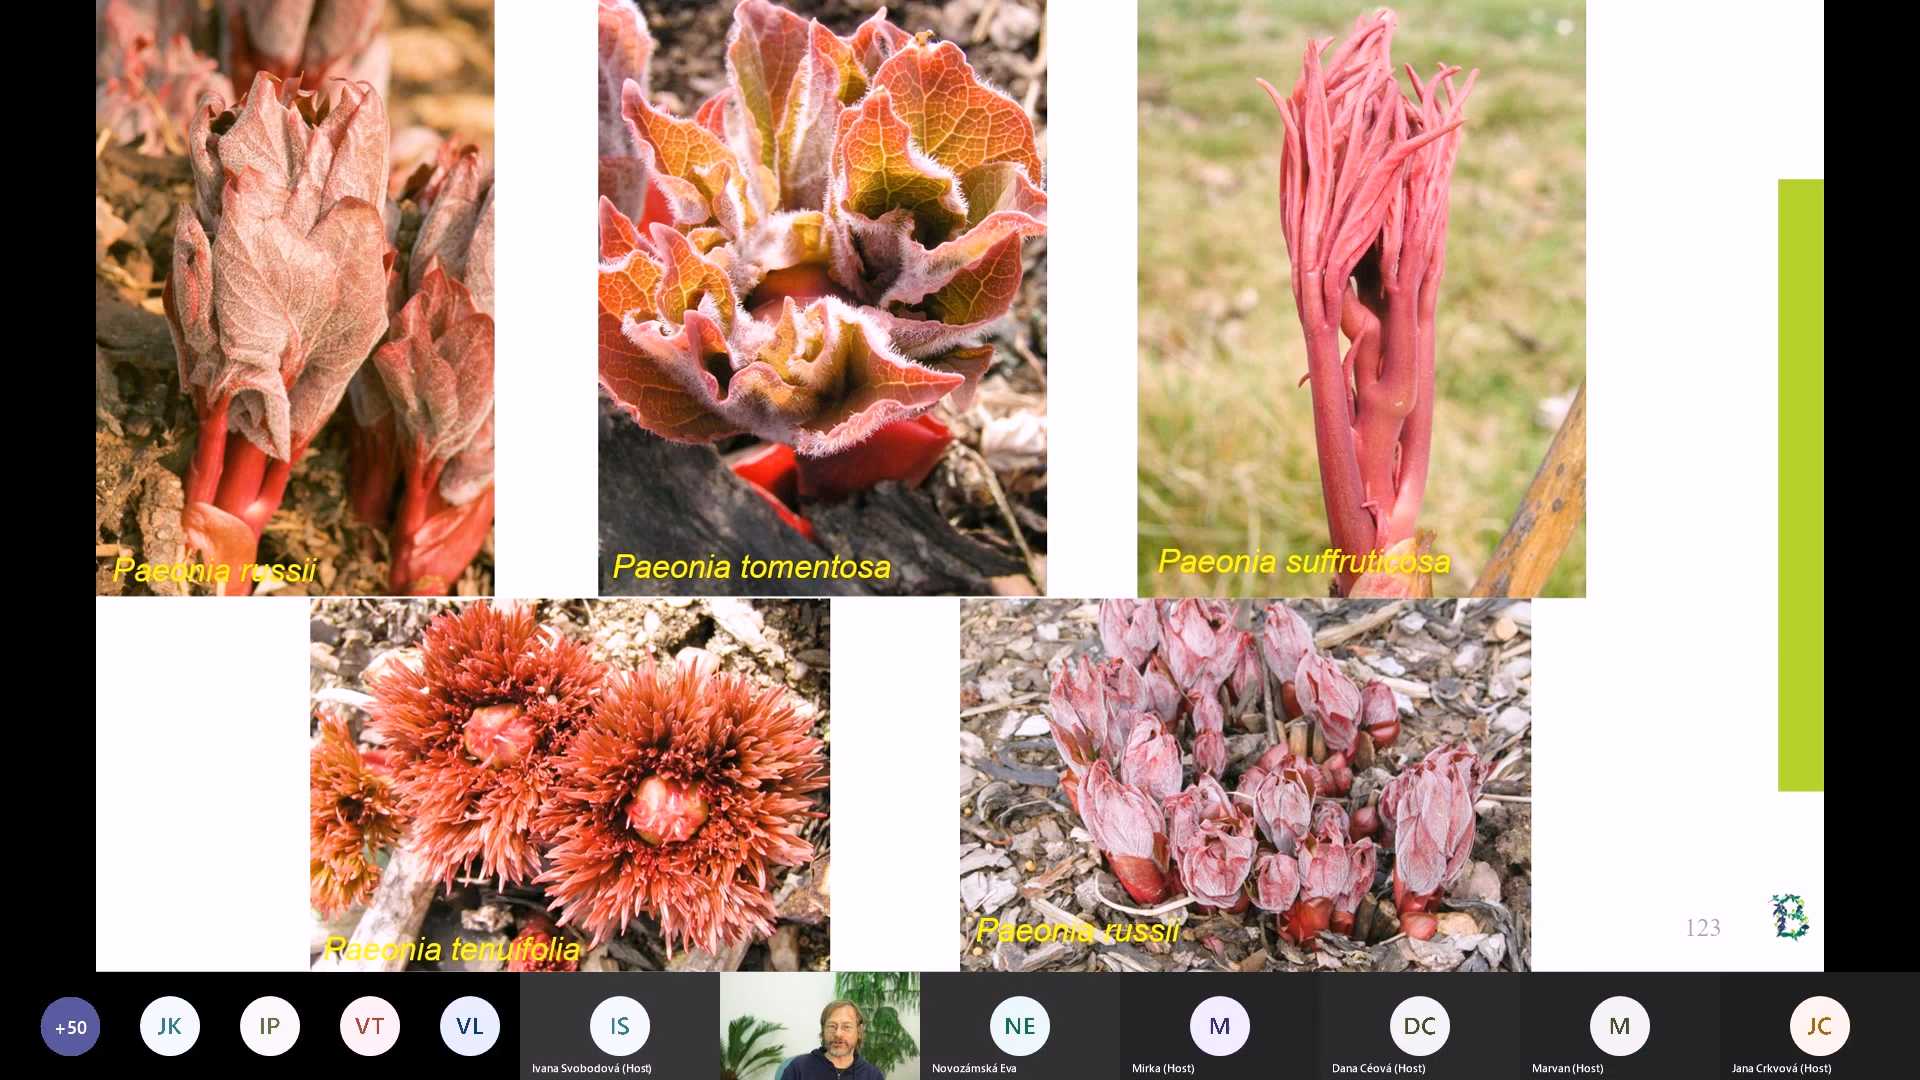 Paeonia russii
Paeonia tomentosa
Paeonia suffruticosa
Paeonia tenuifolia
Paeonia russii
123
B
+50
JK
IP
VT
VL
IS
Ivana Svobodová (Host)
NE
Novozámská Eva
M
Mirka (Host)
DC
Dana Céová (Host)
M
Marvan (Host)
JC
Jana Crkvová (Host)